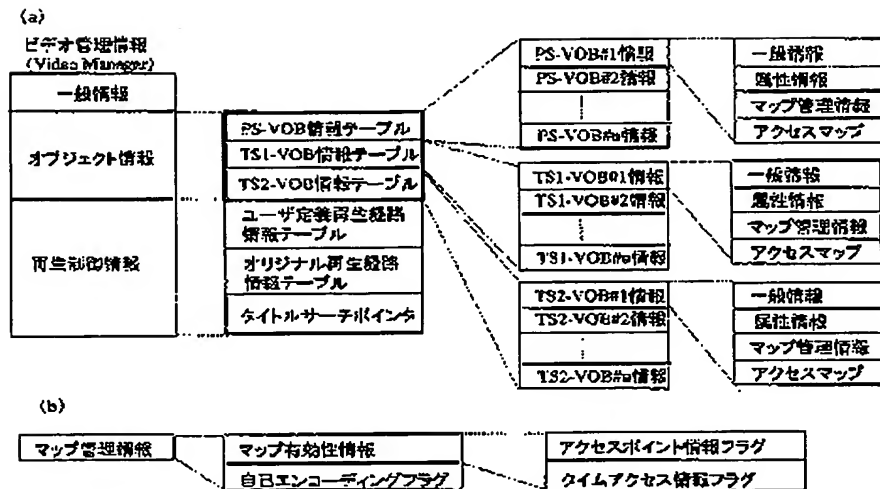 (a)
ビデオ管理情報
(Video Manager)
一般情報
オブジェクト情報
再生制御情報
PS-VOB情報テーブル
TS1-VOB情報テーブル
TS2-VOB情報テーブル
ユーザ定義再生経路
情報テーブル
オリジナル再生経路
情報テーブル
タイトルサーチポインタ
PS-VOB#1情報
PS-VOB#2情報
PS-VOB#n情報
一般情報
属性情報
マップ管理情報
アクセスマップ
TS1-VOB#1情報
TS1-VOB#2情報
TS1-VOB#n情報
一般情報
属性情報
マップ管理情報
アクセスマップ
TS2-VOB#1情報
TS2-VOB#2情報
TS2-VOB#n情報
一般情報
属性情報
マップ管理情報
アクセスマップ
(b)
マップ管理情報
マップ有効性情報
自己エンコーディングフラグ
アクセスポイント情報フラグ
タイムアクセス情報フラグ